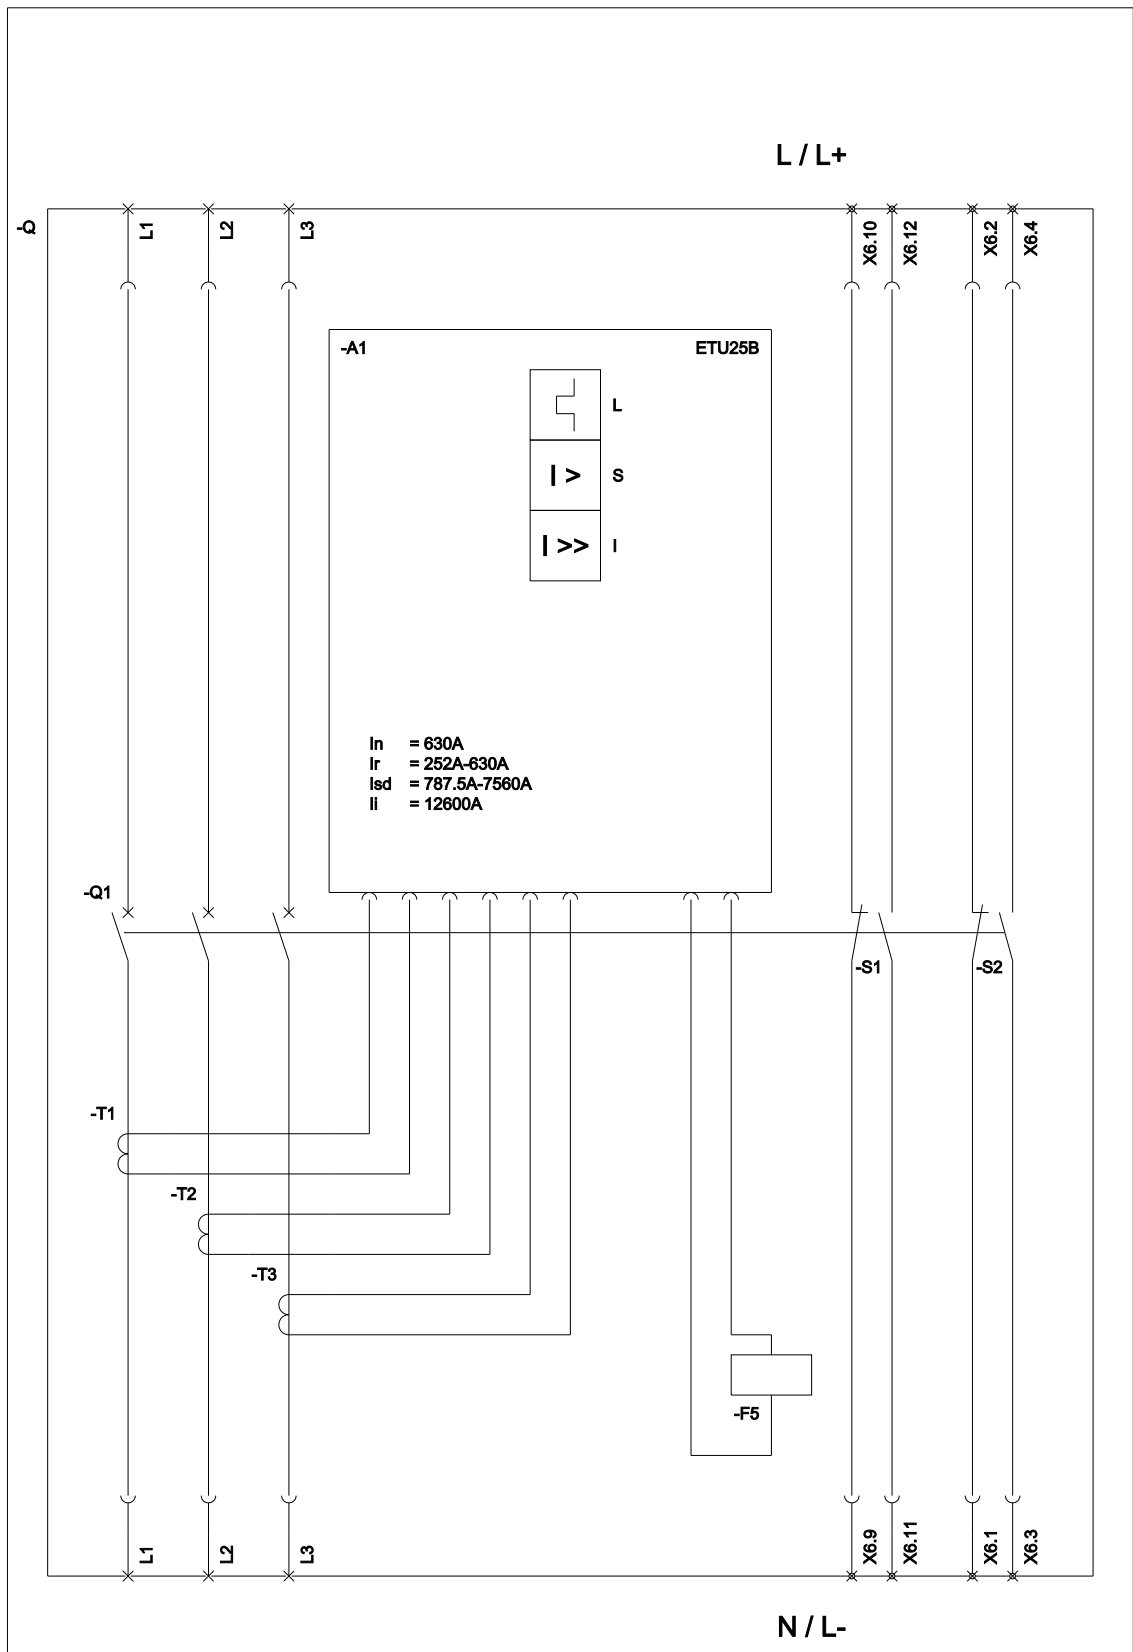 L / L+
-Q
L1
L2
L3
X6.10
X6.12
X6.2
X6.4
-A1
ETU25B
L
I >
S
I >>
I
In = 630A
Ir = 252A-630A
Isd = 787.5A-7560A
Ii = 12600A
-Q1
-S1
-S2
-T1
-T2
-T3
-F5
L1
L2
L3
X6.9
X6.11
X6.1
X6.3
N / L-